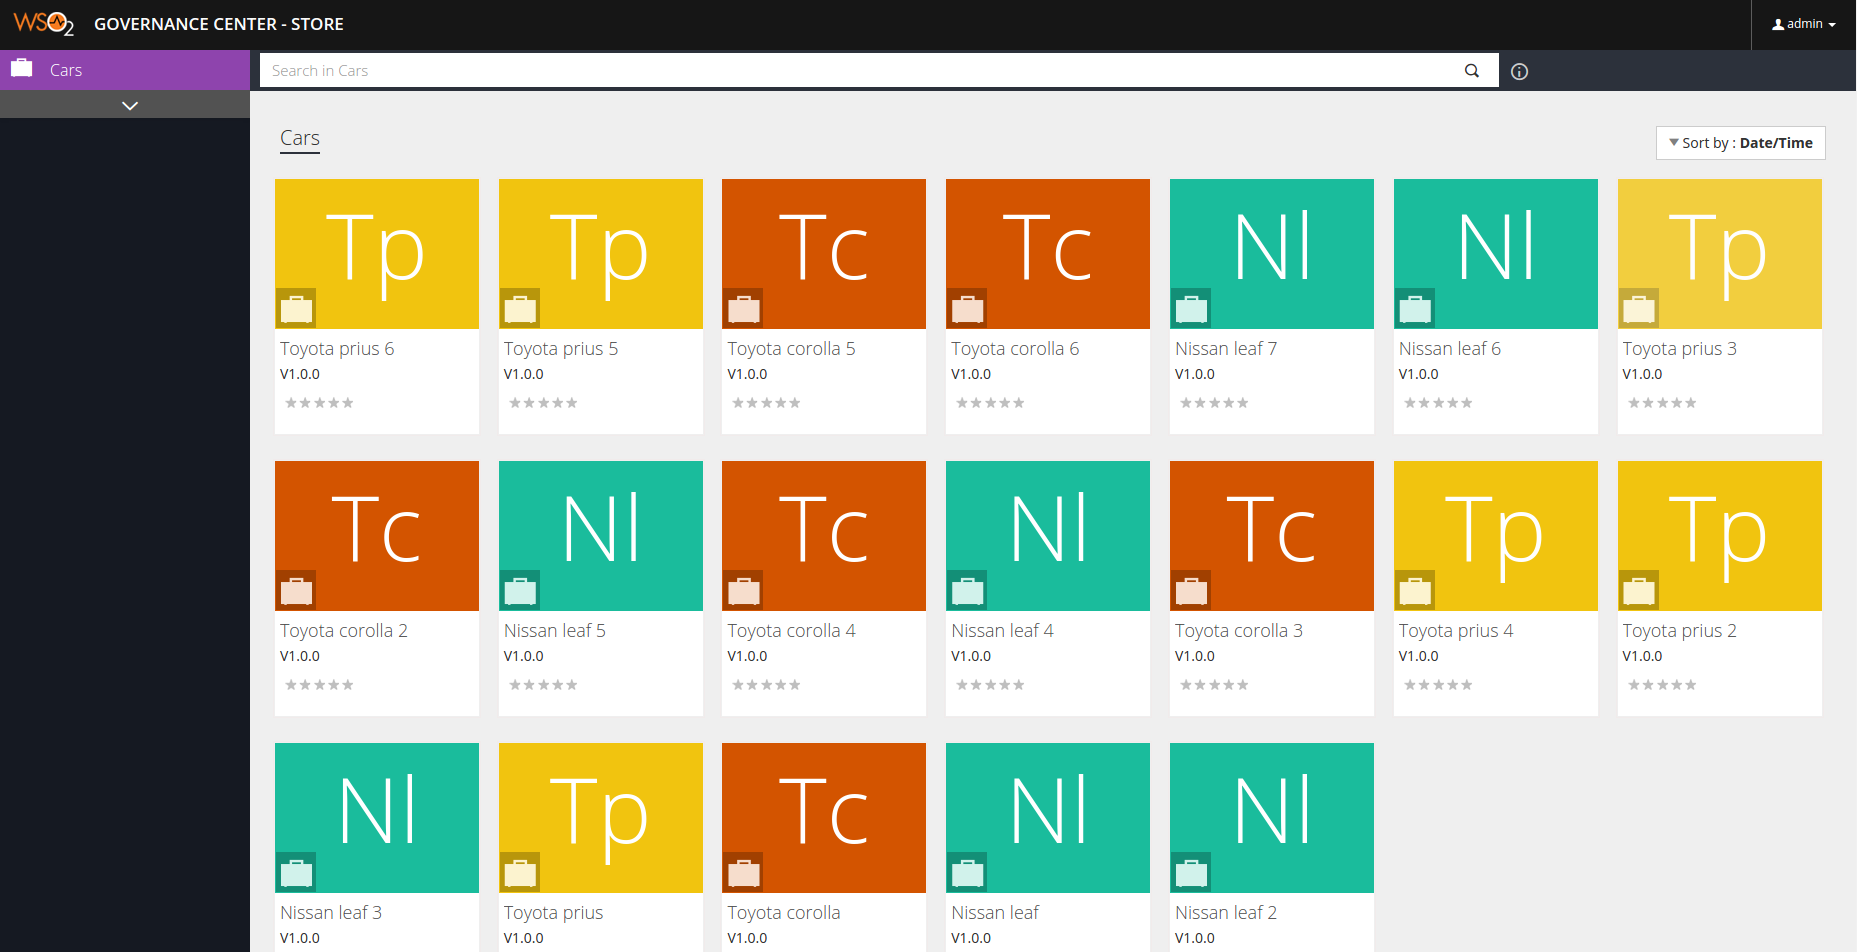 WSO2 GOVERNANCE CENTER - STORE
admin
Cars
Search in Cars
Cars
Sort by : Date/Time
Tp Tp Tc Tc Nl Nl Tp
Toyota prius 6 Toyota prius 5 Toyota corolla 5 Toyota corolla 6 Nissan leaf 7 Nissan leaf 6 Toyota prius 3
V1.0.0 V1.0.0 V1.0.0 V1.0.0 V1.0.0 V1.0.0 V1.0.0
Tc Nl Tc Nl Tc Tp Tp
Toyota corolla 2 Nissan leaf 5 Toyota corolla 4 Nissan leaf 4 Toyota corolla 3 Toyota prius 4 Toyota prius 2
V1.0.0 V1.0.0 V1.0.0 V1.0.0 V1.0.0 V1.0.0 V1.0.0
Nl Tp Tc Nl Nl
Nissan leaf 3 Toyota prius Toyota corolla Nissan leaf Nissan leaf 2
V1.0.0 V1.0.0 V1.0.0 V1.0.0 V1.0.0